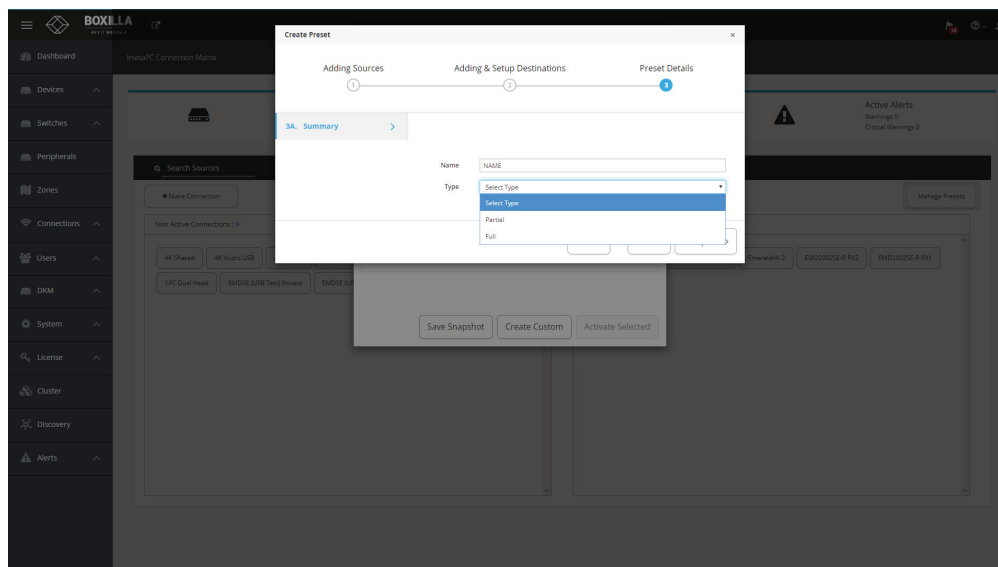 BOXILLA
Create Preset
×
Dashboard
InvisaPC Connection Matrix
Adding Sources
Adding & Setup Destinations
Preset Details
1
2
3
Devices
Active Alerts
Warnings 0
Critical Warnings 0
Switches
3A. Summary
Peripherals
Search Sources
Name
NAME
Type
Select Type
Zones
+ Make Connection
Select Type
Manage Presets
Partial
Connections
Non Active Connections :
Full
Users
4K Shared
4K Audio USB
Emerald4K 2
EMD2002SE-R RX2
EMD2002SE-R RX1
DKM
1PC Dual Head
EMDSE (USB Text) Private
System
Save Snapshot
Create Custom
Activate Selected
License
Cluster
Discovery
Alerts